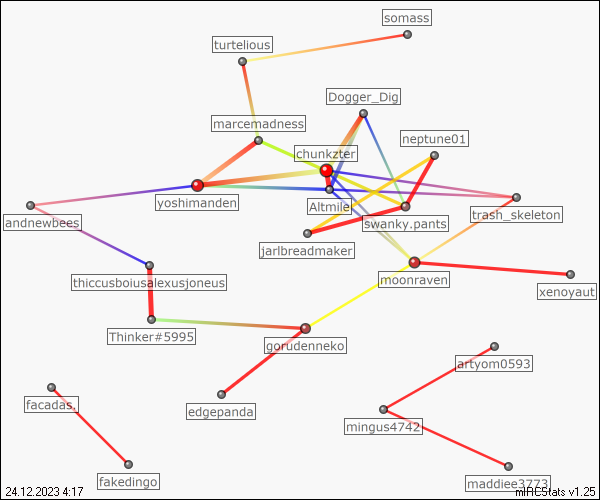 somass
turtelious
Dogger_Dig
marcemadness
neptune01
chunkzter
yoshimanden
Altmile
trash_skeleton
andnewbees
swanky.pants
jarlbreadmaker
thiccusboiusalexusjoneus
moonraven
xenoyaut
Thinker#5995
gorudenneko
artyom0593
facadas,
edgepanda
mingus4742
fakedingo
maddiee3773
24.12.2023 4:17
mIRCStats v1.25